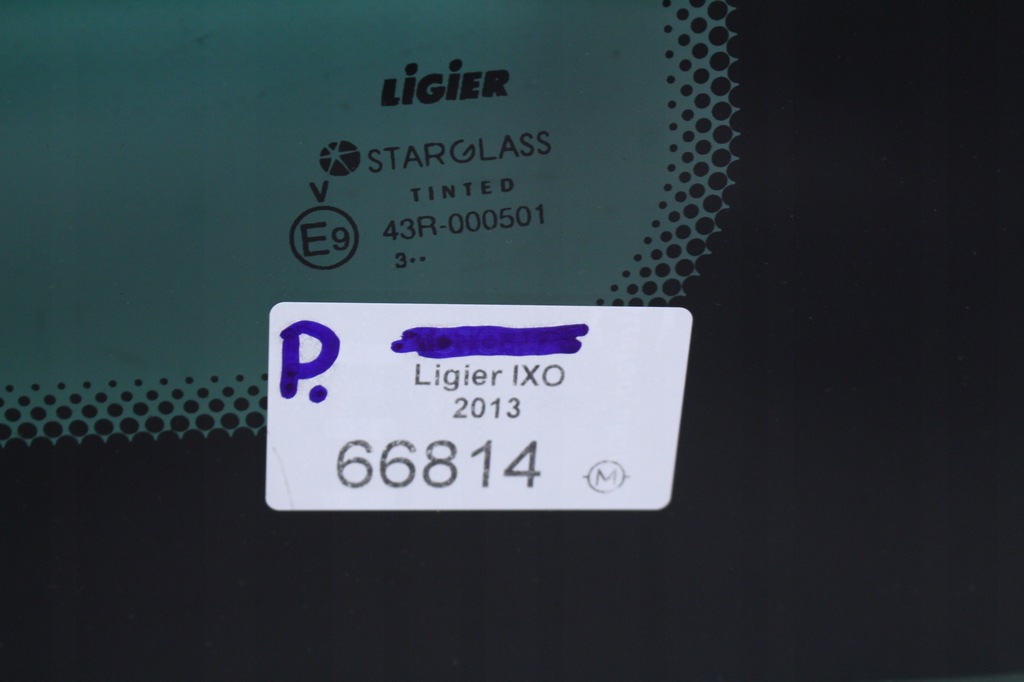 LiGiER
STARGLASS
TINTED
V
E9
43R-000501
3··
P.
Ligier IXO
2013
66814
M